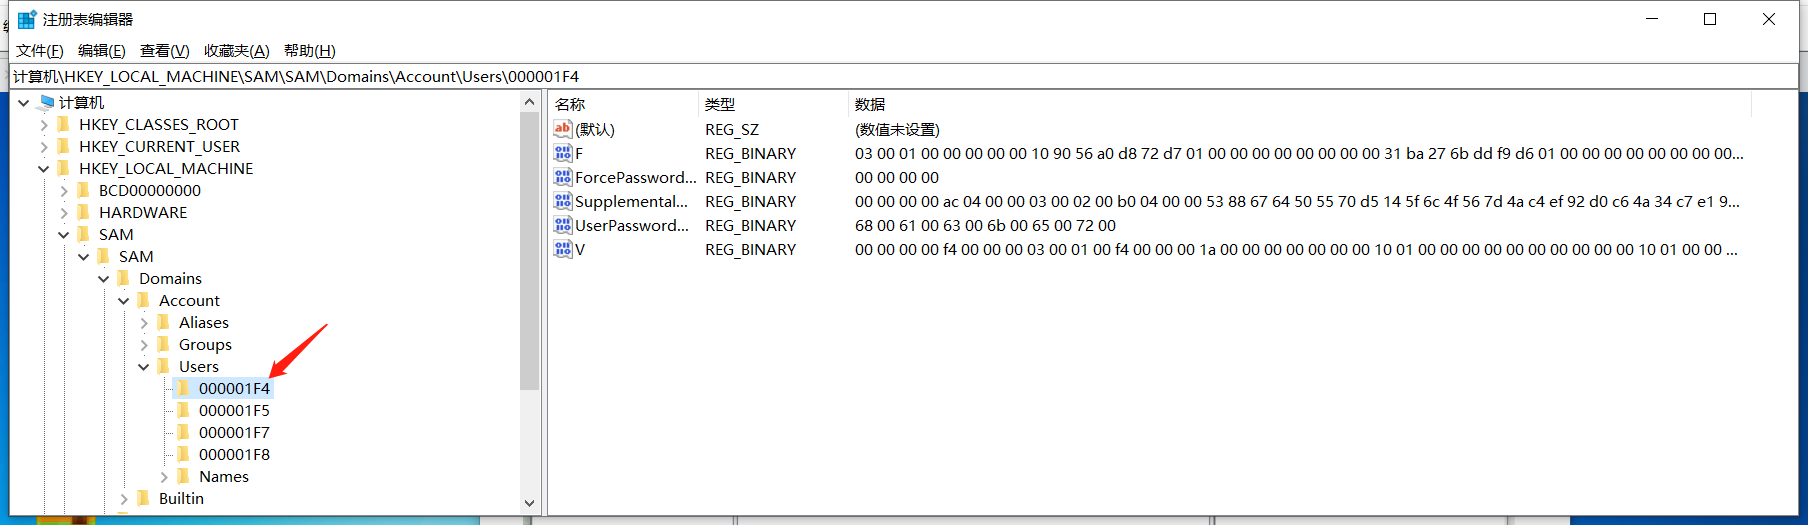 注册表编辑器
文件(F) 编辑(E) 查看(V) 收藏夹(A) 帮助(H)
计算机\HKEY_LOCAL_MACHINE\SAM\SAM\Domains\Account\Users\000001F4
计算机
HKEY_CLASSES_ROOT
HKEY_CURRENT_USER
HKEY_LOCAL_MACHINE
BCD00000000
HARDWARE
SAM
SAM
Domains
Account
Aliases
Groups
Users
000001F4
000001F5
000001F7
000001F8
Names
Builtin
名称 类型 数据
(默认) REG_SZ (数值未设置)
F REG_BINARY 03 00 01 00 00 00 00 00 10 90 56 a0 d8 72 d7 01 00 00 00 00 00 00 00 00 31 ba 27 6b dd f9 d6 01 00 00 00 00 00 00 00 00...
ForcePassword... REG_BINARY 00 00 00 00
Supplemental... REG_BINARY 00 00 00 00 ac 04 00 00 03 00 02 00 b0 04 00 00 53 88 67 64 50 55 70 d5 14 5f 6c 4f 56 7d 4a c4 ef 92 d0 c6 4a 34 c7 e1 9...
UserPassword... REG_BINARY 68 00 61 00 63 00 6b 00 65 00 72 00
V REG_BINARY 00 00 00 00 f4 00 00 00 03 00 01 00 f4 00 00 00 1a 00 00 00 00 00 00 00 10 01 00 00 00 00 00 00 00 00 00 00 10 01 00 00 ...